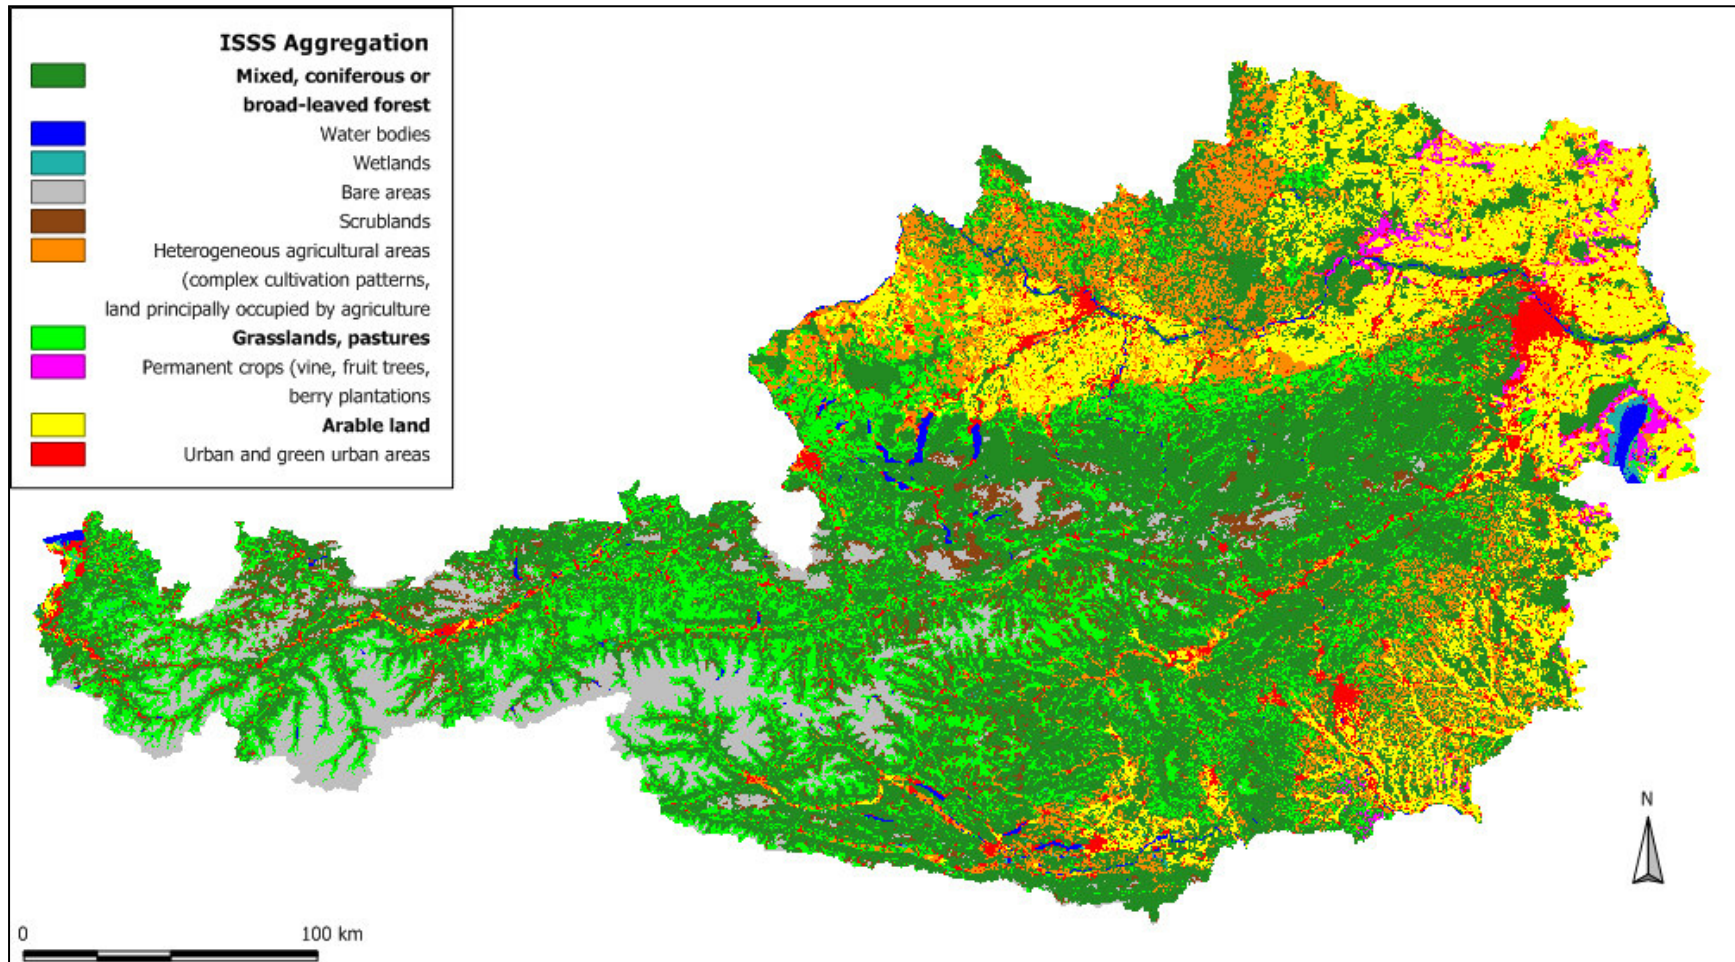 ISSS Aggregation
Mixed, coniferous or
broad-leaved forest
Water bodies
Wetlands
Bare areas
Scrublands
Heterogeneous agricultural areas
(complex cultivation patterns,
land principally occupied by agriculture
Grasslands, pastures
Permanent crops (vine, fruit trees,
berry plantations
Arable land
Urban and green urban areas
N
0 100 km